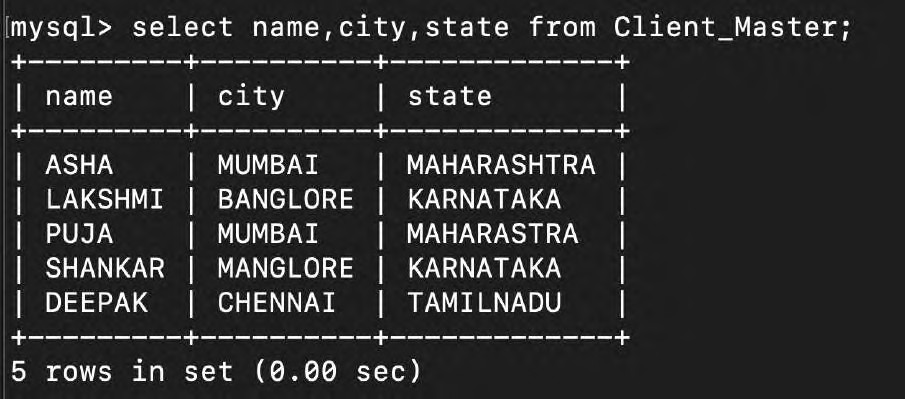 [mysql> select name,city,state from Client_Master;
+---------+----------+-------------+
| name    | city     | state       |
+---------+----------+-------------+
| ASHA    | MUMBAI   | MAHARASHTRA |
| LAKSHMI | BANGLORE | KARNATAKA   |
| PUJA    | MUMBAI   | MAHARASTRA  |
| SHANKAR | MANGLORE | KARNATAKA   |
| DEEPAK  | CHENNAI  | TAMILNADU   |
+---------+----------+-------------+
5 rows in set (0.00 sec)